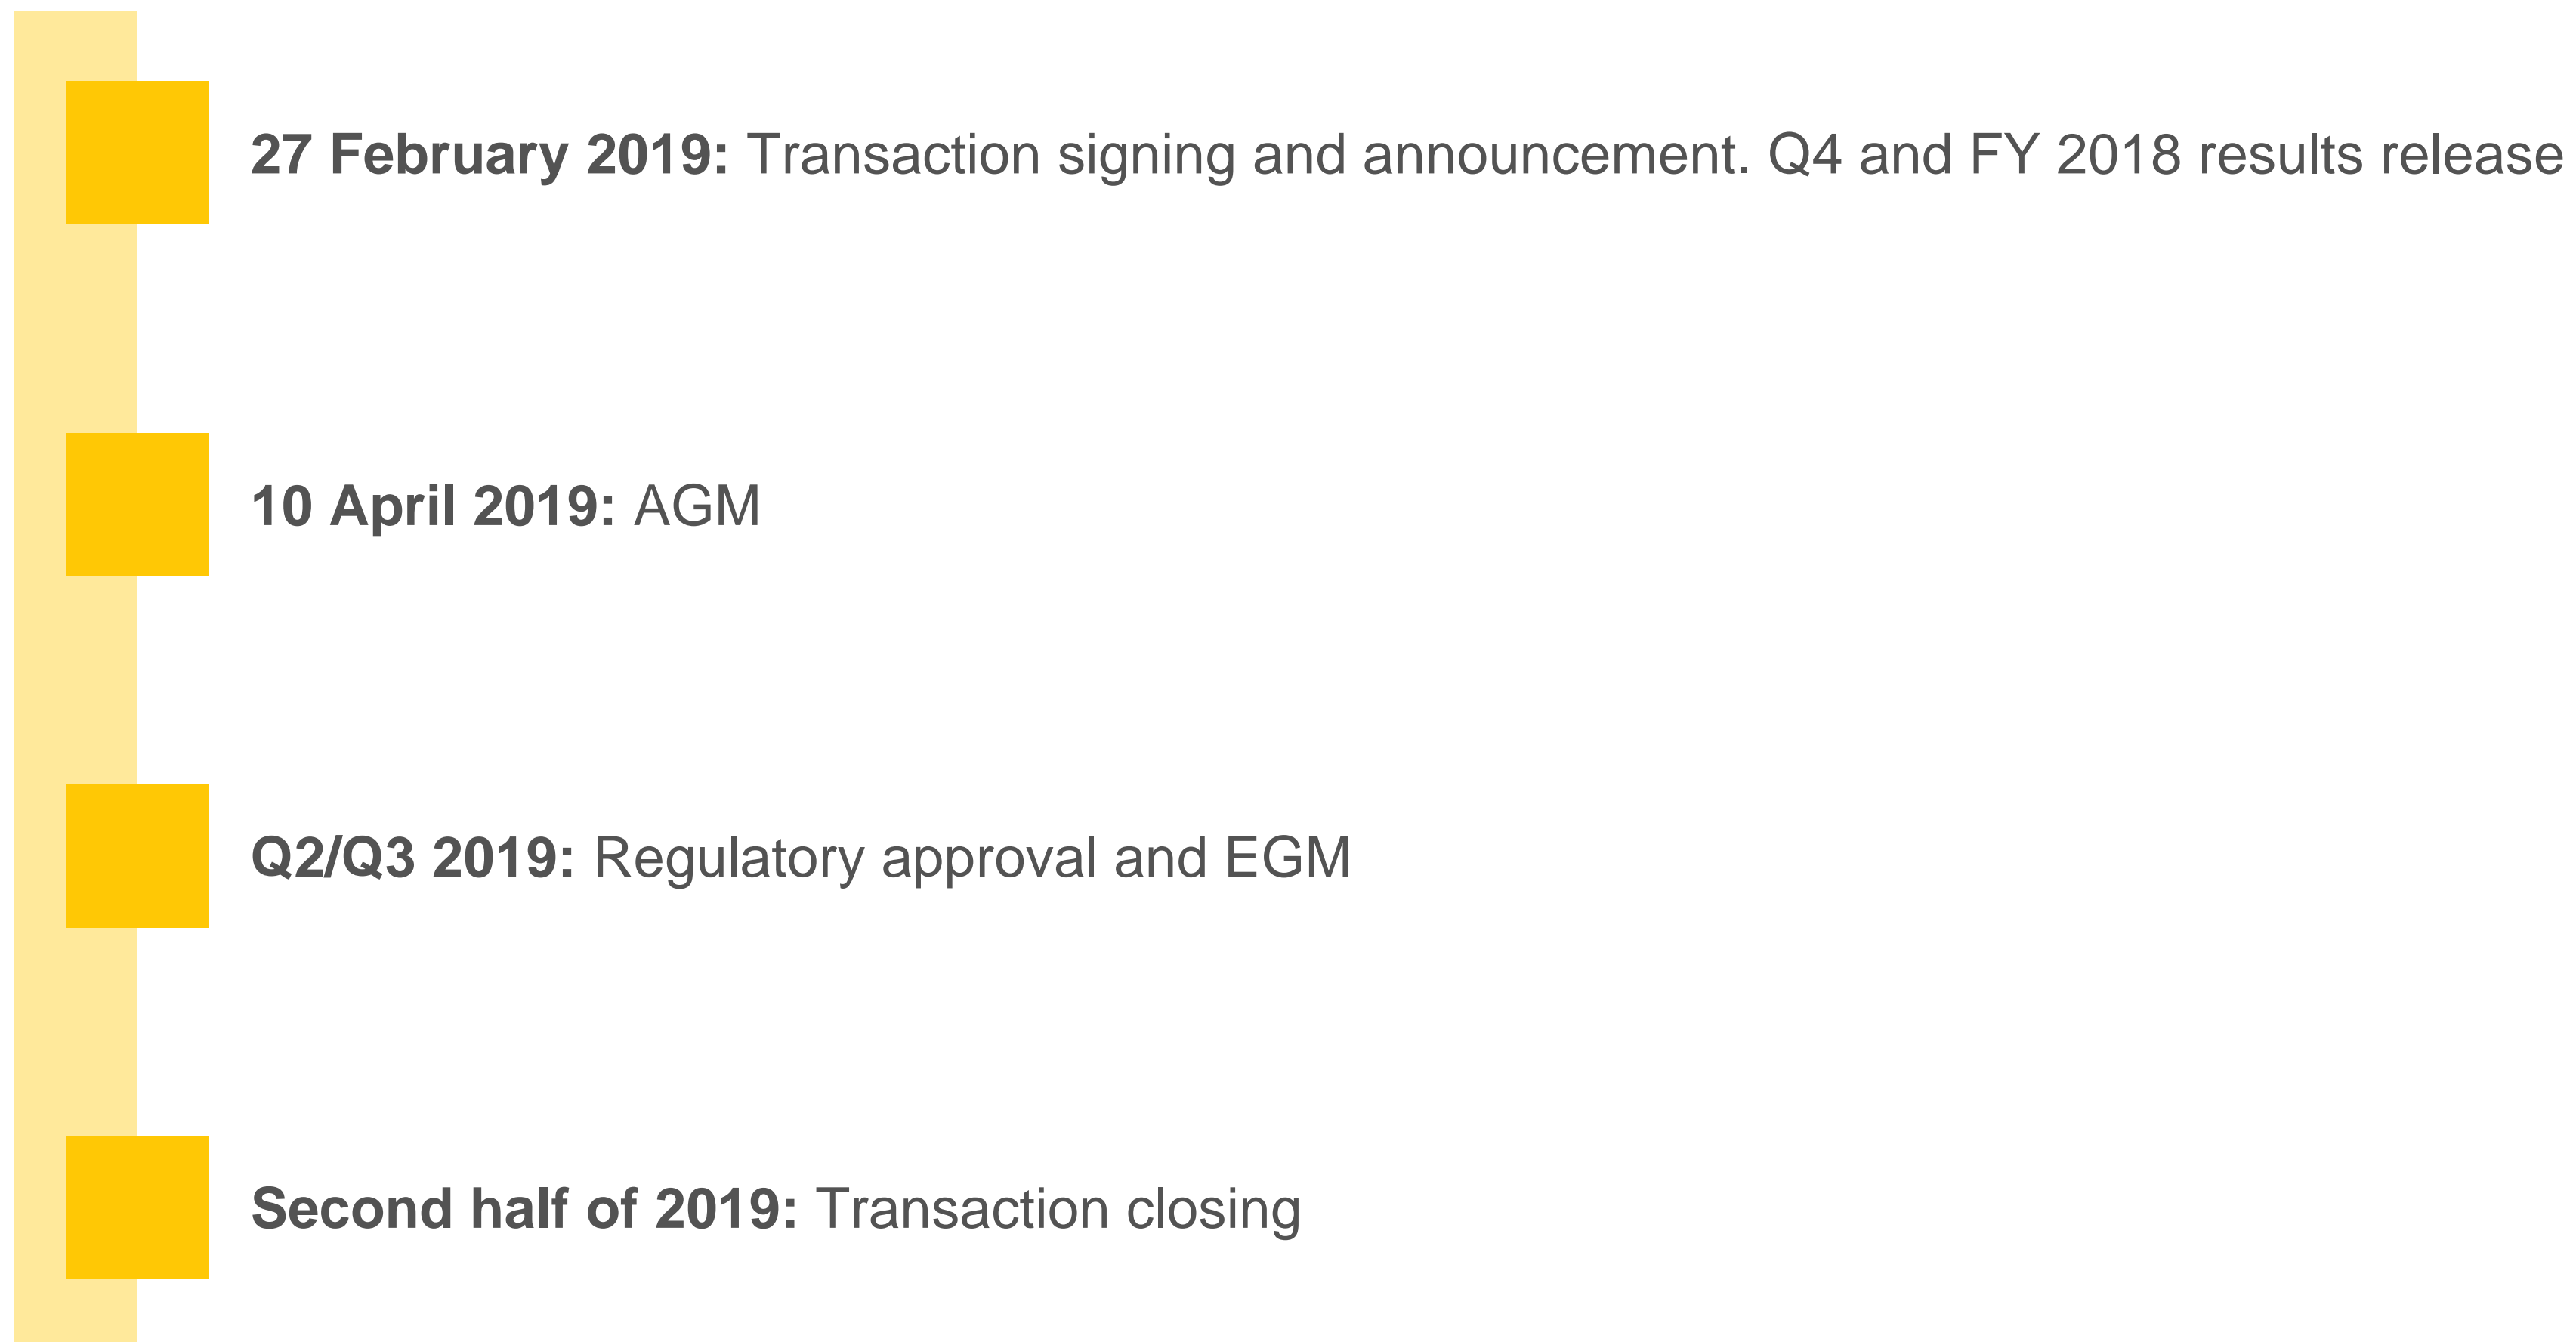 27 February 2019: Transaction signing and announcement. Q4 and FY 2018 results release
10 April 2019: AGM
Q2/Q3 2019: Regulatory approval and EGM
Second half of 2019: Transaction closing